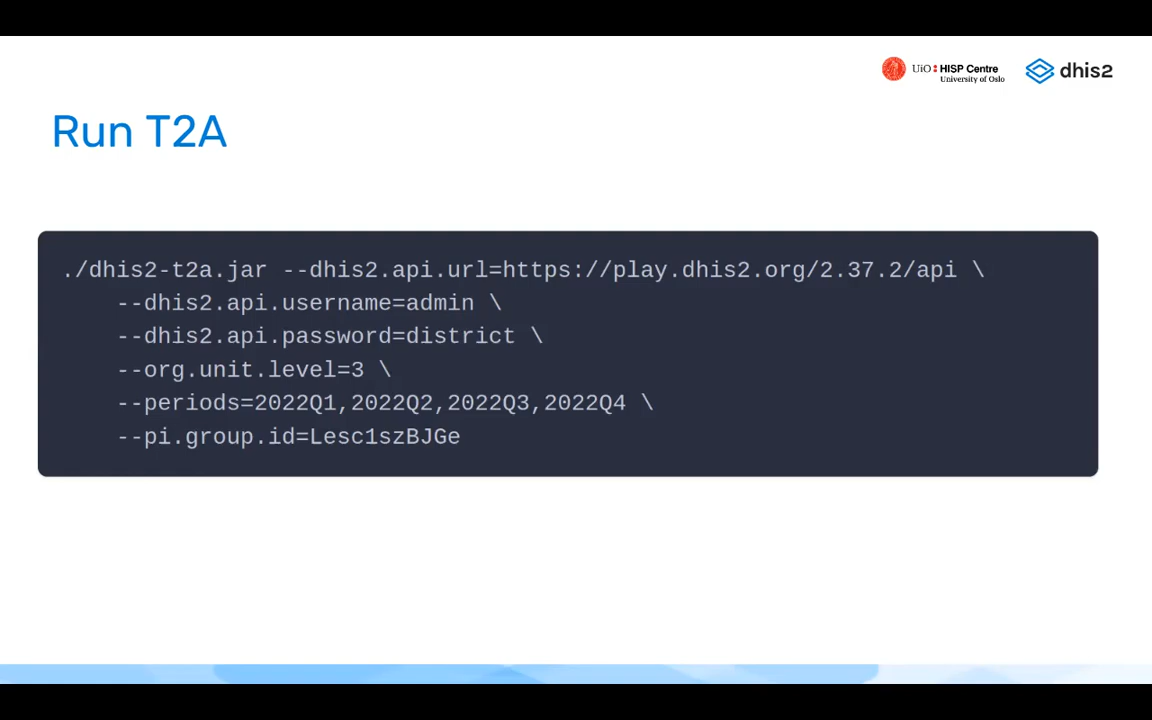 UiO: HISP Centre
University of Oslo
dhis2
Run T2A
./dhis2-t2a.jar --dhis2.api.url=https://play.dhis2.org/2.37.2/api \
--dhis2.api.username=admin \
--dhis2.api.password=district \
--org.unit.level=3 \
--periods=2022Q1,2022Q2,2022Q3,2022Q4 \
--pi.group.id=Lesc1szBJGe